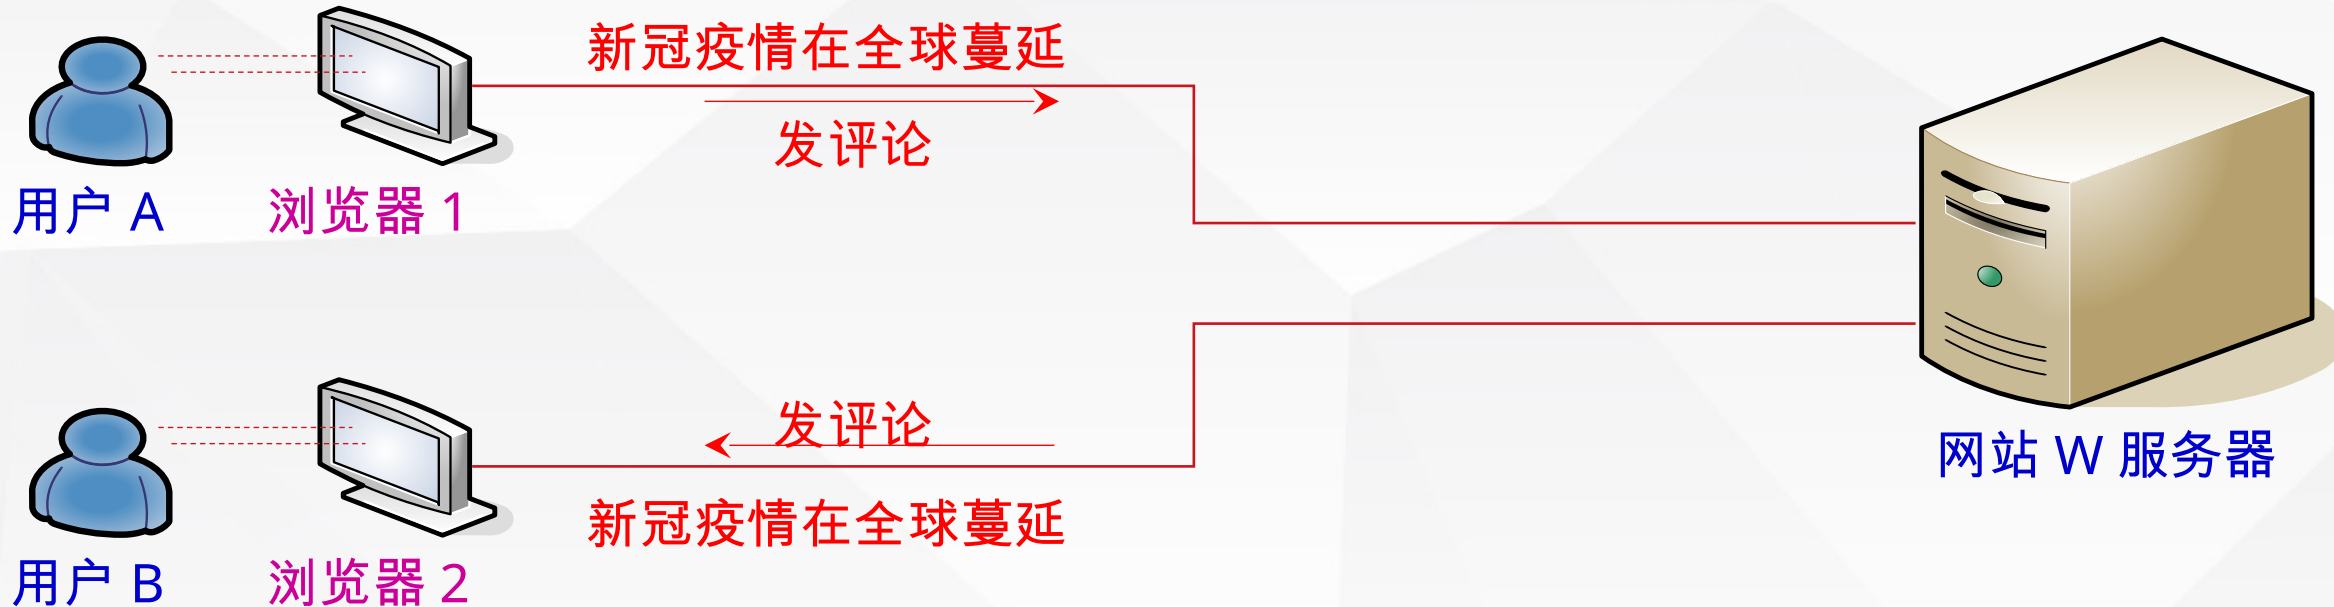 新冠疫情在全球蔓延
发评论
用户 A
浏览器 1
发评论
网站 W 服务器
新冠疫情在全球蔓延
用户 B
浏览器 2